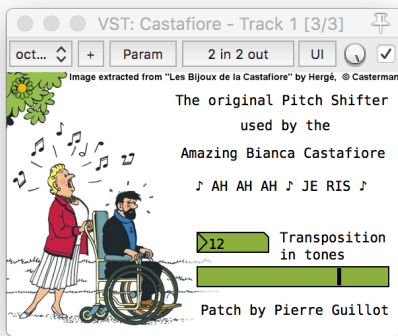 VST: Castafiore - Track 1 [3/3]
oct... + Param 2 in 2 out UI
Image extracted from "Les Bijoux de la Castafiore" by Hergé, © Casterman
The original Pitch Shifter
used by the
Amazing Bianca Castafiore
♪ AH AH AH ♪ JE RIS ♪
12
Transposition
in tones
Patch by Pierre Guillot